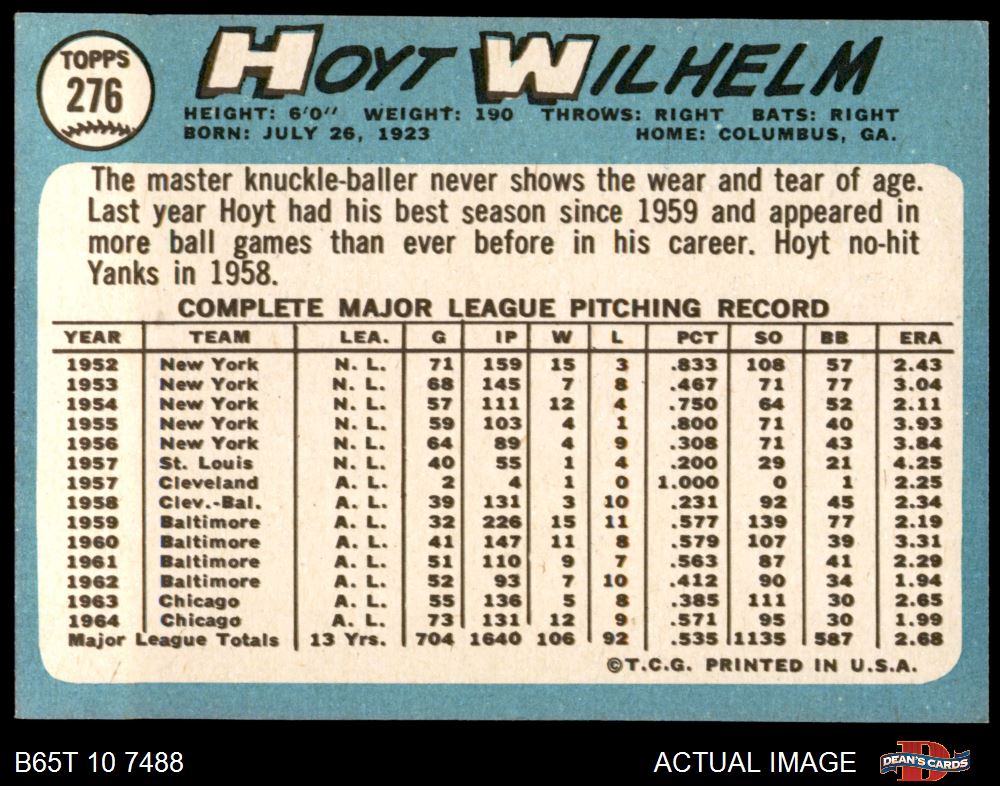 TOPPS
276
HOYT WILHELM
HEIGHT: 6'0" WEIGHT: 190 THROWS: RIGHT BATS: RIGHT
BORN: JULY 26, 1923 HOME: COLUMBUS, GA.
The master knuckle-baller never shows the wear and tear of age.
Last year Hoyt had his best season since 1959 and appeared in
more ball games than ever before in his career. Hoyt no-hit
Yanks in 1958.
COMPLETE MAJOR LEAGUE PITCHING RECORD
YEAR TEAM LEA. G IP W L PCT SO BB ERA
1952 New York N. L. 71 159 15 3 .833 108 57 2.43
1953 New York N. L. 68 145 7 8 .467 71 77 3.04
1954 New York N. L. 57 111 12 4 .750 64 52 2.11
1955 New York N. L. 59 103 4 1 .800 71 40 3.93
1956 New York N. L. 64 89 4 9 .308 71 43 3.84
1957 St. Louis N. L. 40 55 1 4 .200 29 21 4.25
1957 Cleveland A. L. 2 4 1 0 1.000 0 1 2.25
1958 Clev.-Bal. A. L. 39 131 3 10 .231 92 45 2.34
1959 Baltimore A. L. 32 226 15 11 .577 139 77 2.19
1960 Baltimore A. L. 41 147 11 8 .579 107 39 3.31
1961 Baltimore A. L. 51 110 9 7 .563 87 41 2.29
1962 Baltimore A. L. 52 93 7 10 .412 90 34 1.94
1963 Chicago A. L. 55 136 5 8 .385 111 30 2.65
1964 Chicago A. L. 73 131 12 9 .571 95 30 1.99
Major League Totals 13 Yrs. 704 1640 106 92 .535 1135 587 2.68
©T.C.G. PRINTED IN U.S.A.
B65T 10 7488 ACTUAL IMAGE DEAN'S CARDS